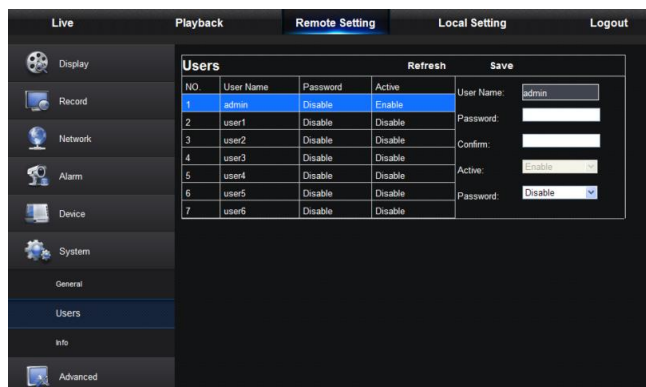 Live Playback Remote Setting Local Setting Logout
Display
Record
Network
Alarm
Device
System
General
Users
Info
Advanced
Users Refresh Save
NO. User Name Password Active
1 admin Disable Enable
2 user1 Disable Disable
3 user2 Disable Disable
4 user3 Disable Disable
5 user4 Disable Disable
6 user5 Disable Disable
7 user6 Disable Disable
User Name: admin
Password:
Confirm:
Active: Enable
Password: Disable